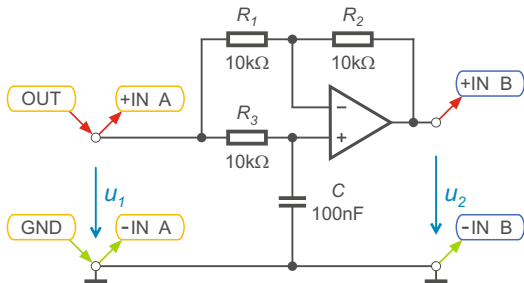 R1 R2
10kΩ 10kΩ
OUT +IN A +IN B
R3
10kΩ
−
+
C
100nF
u1 u2
GND −IN A −IN B